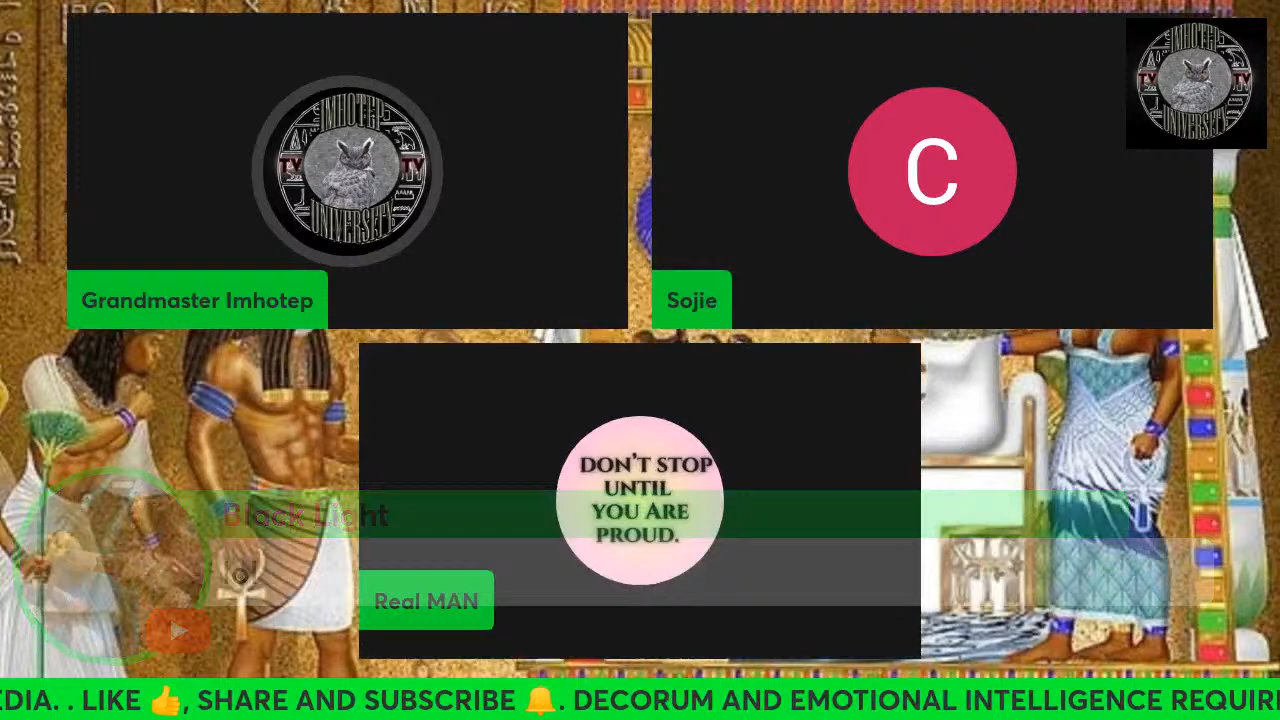 IMHOTEP
TV TV
UNIVERSITY
Grandmaster Imhotep
C
Sojie
IMHOTEP
TV TV
UNIVERSITY
DON'T STOP
UNTIL
YOU ARE
PROUD.
Black Light
lol
Real MAN
EDIA. . LIKE 👍, SHARE AND SUBSCRIBE 🔔. DECORUM AND EMOTIONAL INTELLIGENCE REQUIR